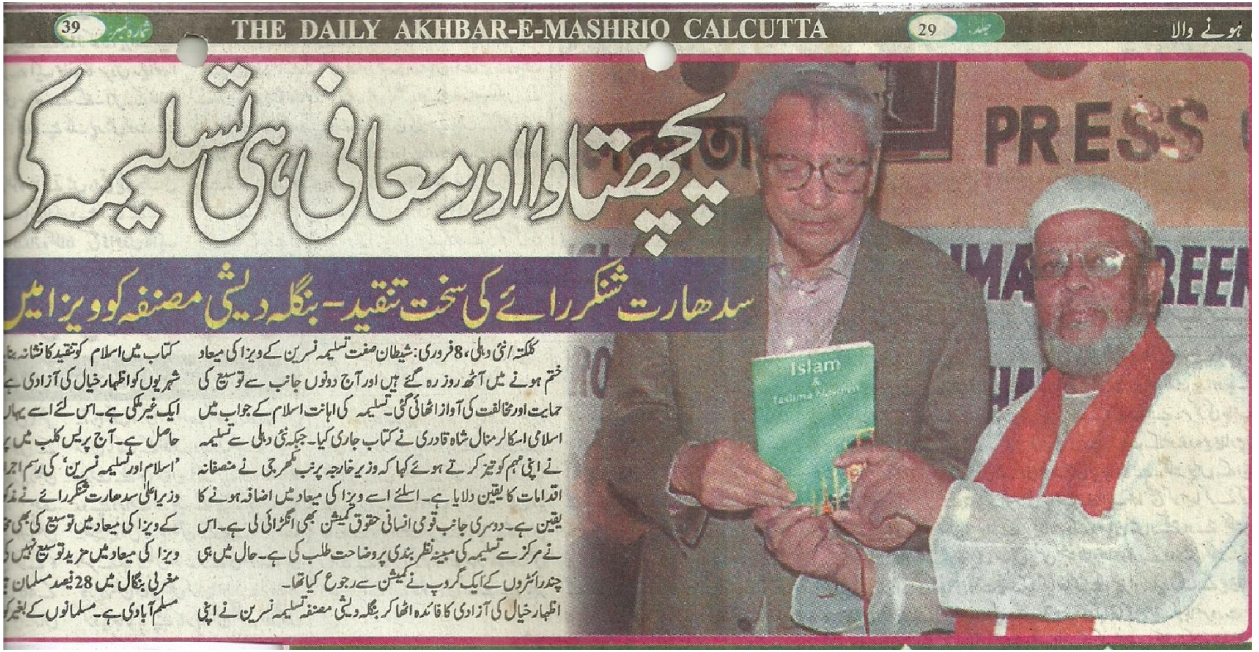 39 شمارہ نمبر
THE DAILY AKHBAR-E-MASHRIQ CALCUTTA
29 جلد
ہونے والا
پچھتاوا اور معافی ہی تسلیمہ کی
سدھارت شنکر رائے کی سخت تنقید - بنگلہ دیشی مصنفہ کو ویزا میں
کلکتہ/نئی دہلی، 8 فروری: شیطان صفت تسلیمہ نسرین کے ویزا کی میعاد
ختم ہونے میں آٹھ روز رہ گئے ہیں اور آج دونوں جانب سے توسیع کی
حمایت اور مخالفت کی آواز اٹھائی گئی۔ تسلیمہ کی اہانت اسلام کے جواب میں
اسلامی اسکالر منال شاہ قادری نے کتاب جاری کیا۔ جبکہ نئی دہلی سے تسلیمہ
نے اپنی مہم کو تیز کرتے ہوئے کہا کہ وزیر خارجہ پرنب مکھرجی نے منصفانہ
اقدامات کا یقین دلایا ہے۔ اسلئے اسے ویزا کی میعاد میں اضافہ ہونے کا
یقین ہے۔ دوسری جانب قومی انسانی حقوق کمیشن بھی انگڑائی لی ہے۔ اس
نے مرکز سے تسلیمہ کی مبینہ نظر بندی پر وضاحت طلب کی ہے۔ حال میں ہی
چند رائٹروں کے ایک گروپ نے کمیشن سے رجوع کیا تھا۔
اظہار خیال کی آزادی کا فائدہ اٹھا کر بنگلہ دیشی مصنفہ تسلیمہ نسرین نے اپنی
کتاب میں اسلام کو تنقید کا نشانہ
شہریوں کو اظہار خیال کی آزادی ہے
ایک غیر ملکی ہے۔ اس لئے اسے یہاں
حاصل ہے۔ آج پریس کلب میں
'اسلام اور تسلیمہ نسرین' کی رسم
وزیر اعلیٰ سدھارت شنکر رائے نے
کے ویزا کی میعاد میں توسیع کی بھی
ویزا کی میعاد میں مزید توسیع نہیں
مغربی بنگال میں 28 فیصد مسلمان
مسلم آبادی ہے۔ مسلمانوں کے بغیر
PRESS
Islam
&
Taslima Nasreen